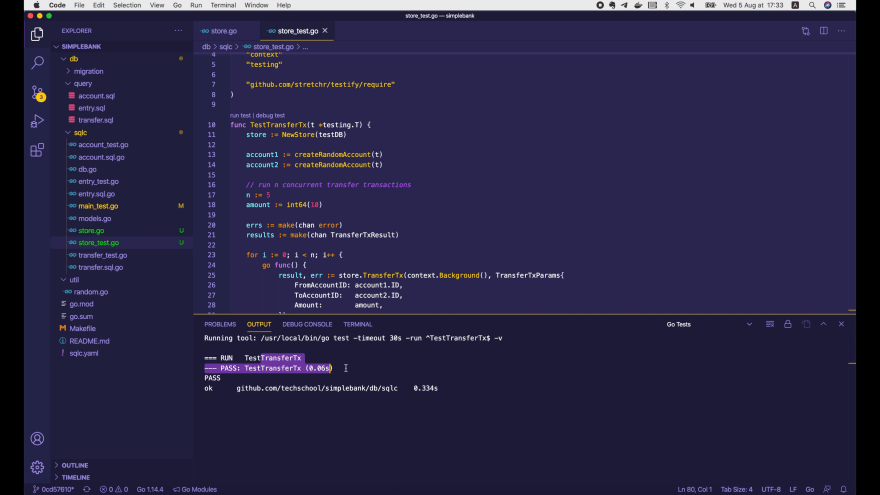 Code File Edit Selection View Go Run Terminal Window Help
Wed 5 Aug at 17:33
store_test.go — simplebank
EXPLORER
SIMPLEBANK
db
migration
query
account.sql
entry.sql
transfer.sql
sqlc
account_test.go
account.sql.go
db.go
entry_test.go
entry.sql.go
main_test.go M
models.go
store.go U
store_test.go U
transfer_test.go
transfer.sql.go
util
random.go
go.mod
go.sum
Makefile
README.md
sqlc.yaml
OUTLINE
TIMELINE
store.go store_test.go
db > sqlc > store_test.go > ...
4 "context"
5 "testing"
6
7 "github.com/stretchr/testify/require"
8 )
9
run test | debug test
10 func TestTransferTx(t *testing.T) {
11 store := NewStore(testDB)
12
13 account1 := createRandomAccount(t)
14 account2 := createRandomAccount(t)
15
16 // run n concurrent transfer transactions
17 n := 5
18 amount := int64(10)
19
20 errs := make(chan error)
21 results := make(chan TransferTxResult)
22
23 for i := 0; i < n; i++ {
24 go func() {
25 result, err := store.TransferTx(context.Background(), TransferTxParams{
26 FromAccountID: account1.ID,
27 ToAccountID: account2.ID,
28 Amount: amount,
PROBLEMS OUTPUT DEBUG CONSOLE TERMINAL
Go Tests
Running tool: /usr/local/bin/go test -timeout 30s -run ^TestTransferTx$ -v
=== RUN TestTransferTx
--- PASS: TestTransferTx (0.06s)
PASS
ok github.com/techschool/simplebank/db/sqlc 0.334s
0cd57610* 0 0 Go 1.14.4 Go Modules
Ln 80, Col 1 Tab Size: 4 UTF-8 LF Go